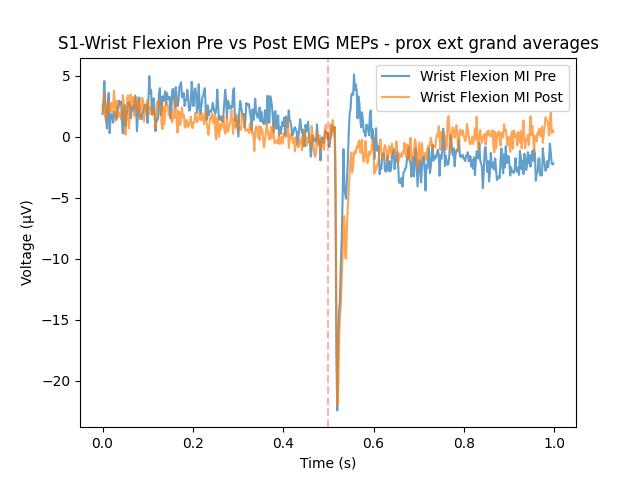 S1-Wrist Flexion Pre vs Post EMG MEPs - prox ext grand averages
Wrist Flexion MI Pre
Wrist Flexion MI Post
Voltage (μV)
5
0
−5
−10
−15
−20
0.0 0.2 0.4 0.6 0.8 1.0
Time (s)